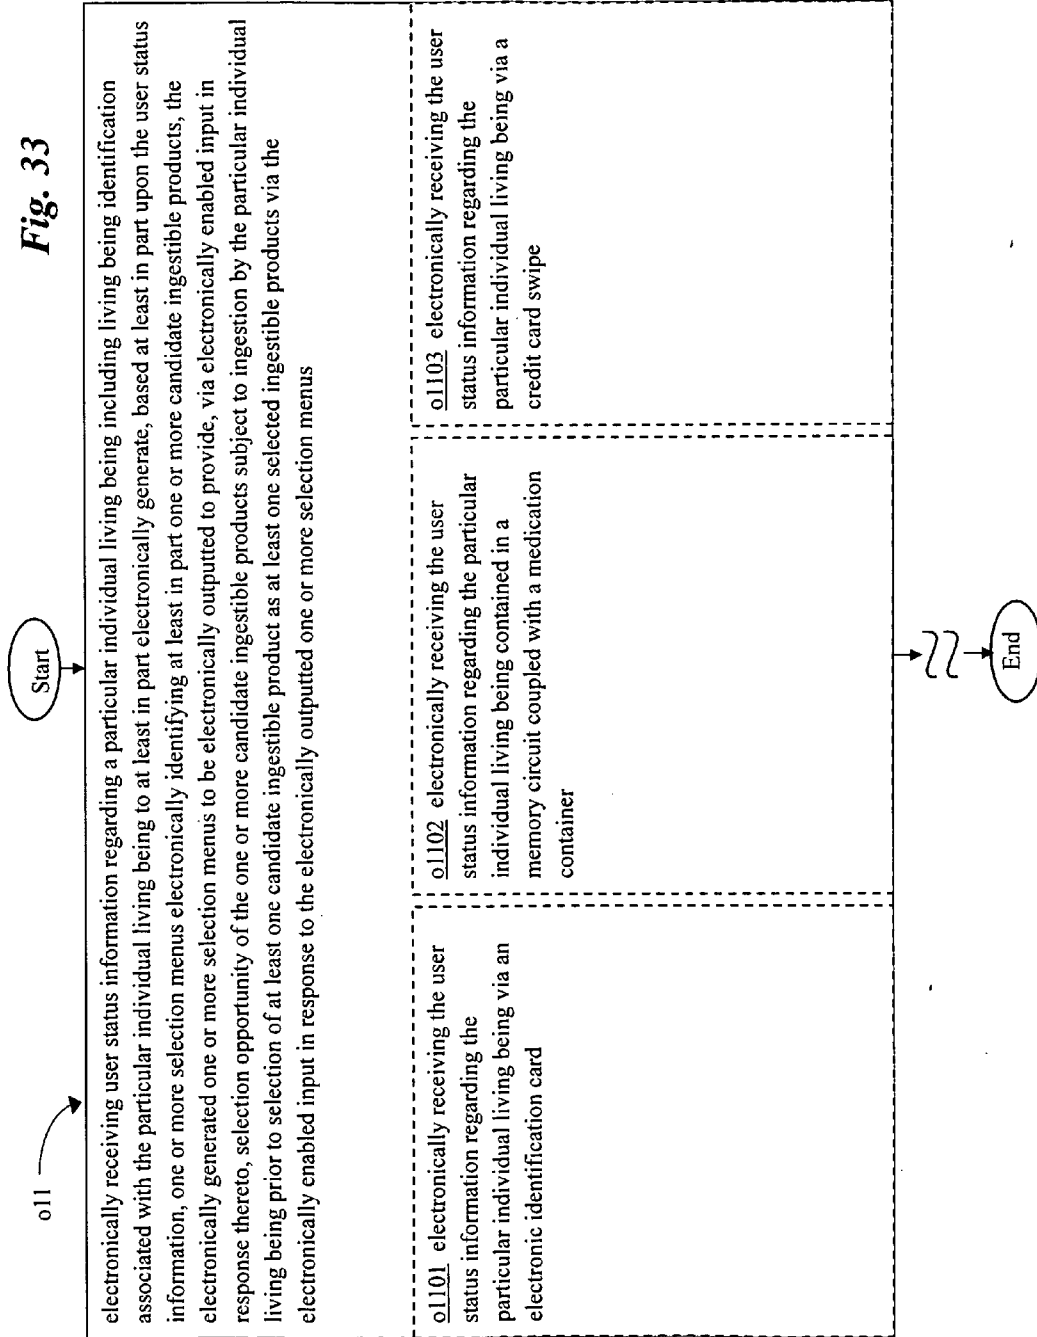 Fig. 33
Start
o11
electronically receiving user status information regarding a particular individual living being including living being identification
associated with the particular individual living being to at least in part electronically generate, based at least in part upon the user status
information, one or more selection menus electronically identifying at least in part one or more candidate ingestible products, the
electronically generated one or more selection menus to be electronically outputted to provide, via electronically enabled input in
response thereto, selection opportunity of the one or more candidate ingestible products subject to ingestion by the particular individual
living being prior to selection of at least one candidate ingestible product as at least one selected ingestible products via the
electronically enabled input in response to the electronically outputted one or more selection menus
o1101 electronically receiving the user
status information regarding the
particular individual living being via an
electronic identification card
o1102 electronically receiving the user
status information regarding the particular
individual living being contained in a
memory circuit coupled with a medication
container
o1103 electronically receiving the user
status information regarding the
particular individual living being via a
credit card swipe
End